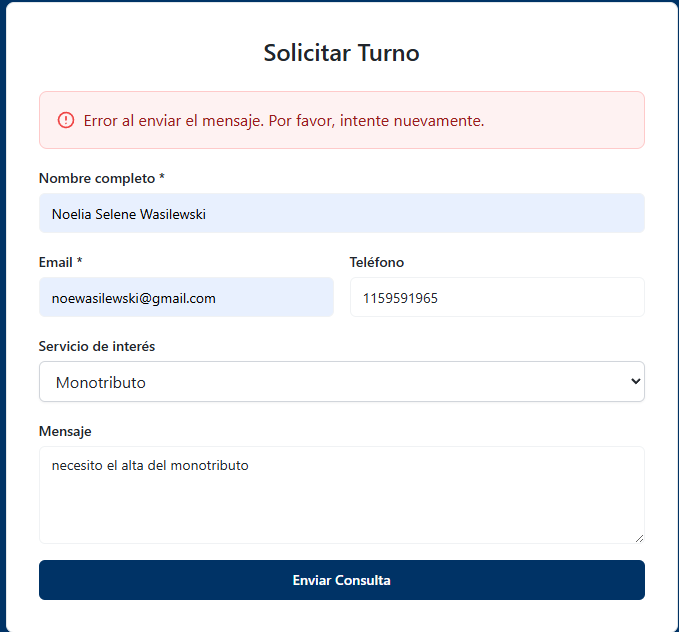 Solicitar Turno
Error al enviar el mensaje. Por favor, intente nuevamente.
Nombre completo *
Noelia Selene Wasilewski
Email *
Teléfono
noewasilewski@gmail.com
1159591965
Servicio de interés
Monotributo
Mensaje
necesito el alta del monotributo
Enviar Consulta